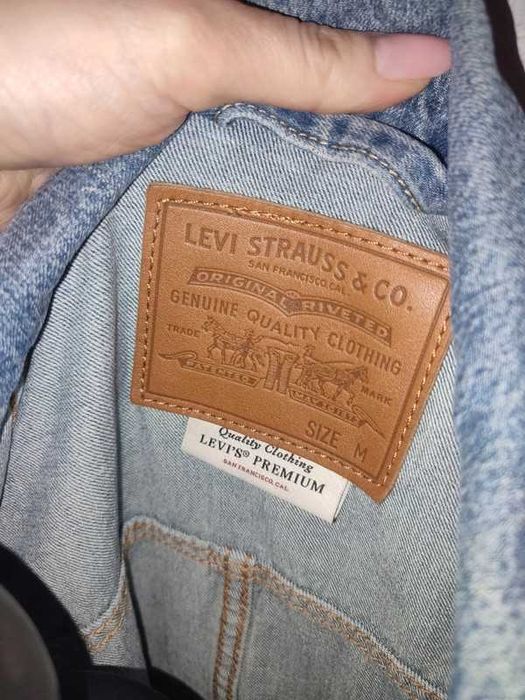 LEVI STRAUSS & CO.
SAN FRANCISCO CAL.
ORIGINAL RIVETED
GENUINE QUALITY CLOTHING
TRADE MARK
PATENTED
SIZE M
Quality Clothing
LEVI'S® PREMIUM
SAN FRANCISCO, CAL.